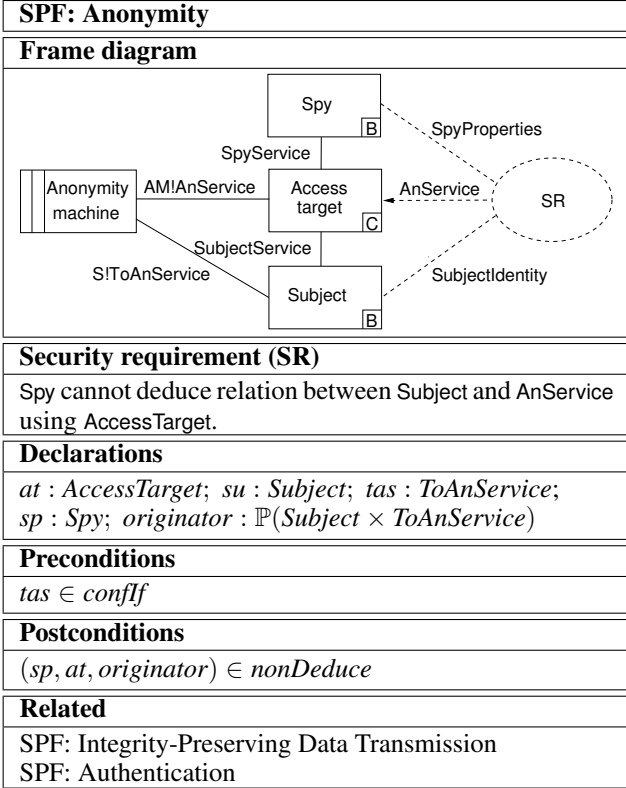 SPF: Anonymity
Frame diagram
Spy
B
SpyProperties
SpyService
Anonymity
machine
AM!AnService
Access
target
C
AnService
SR
SubjectService
S!ToAnService
Subject
B
SubjectIdentity
Security requirement (SR)
Spy cannot deduce relation between Subject and AnService
using AccessTarget.
Declarations
at : AccessTarget; su : Subject; tas : ToAnService;
sp : Spy; originator : ℙ(Subject × ToAnService)
Preconditions
tas ∈ confIf
Postconditions
(sp, at, originator) ∈ nonDeduce
Related
SPF: Integrity-Preserving Data Transmission
SPF: Authentication